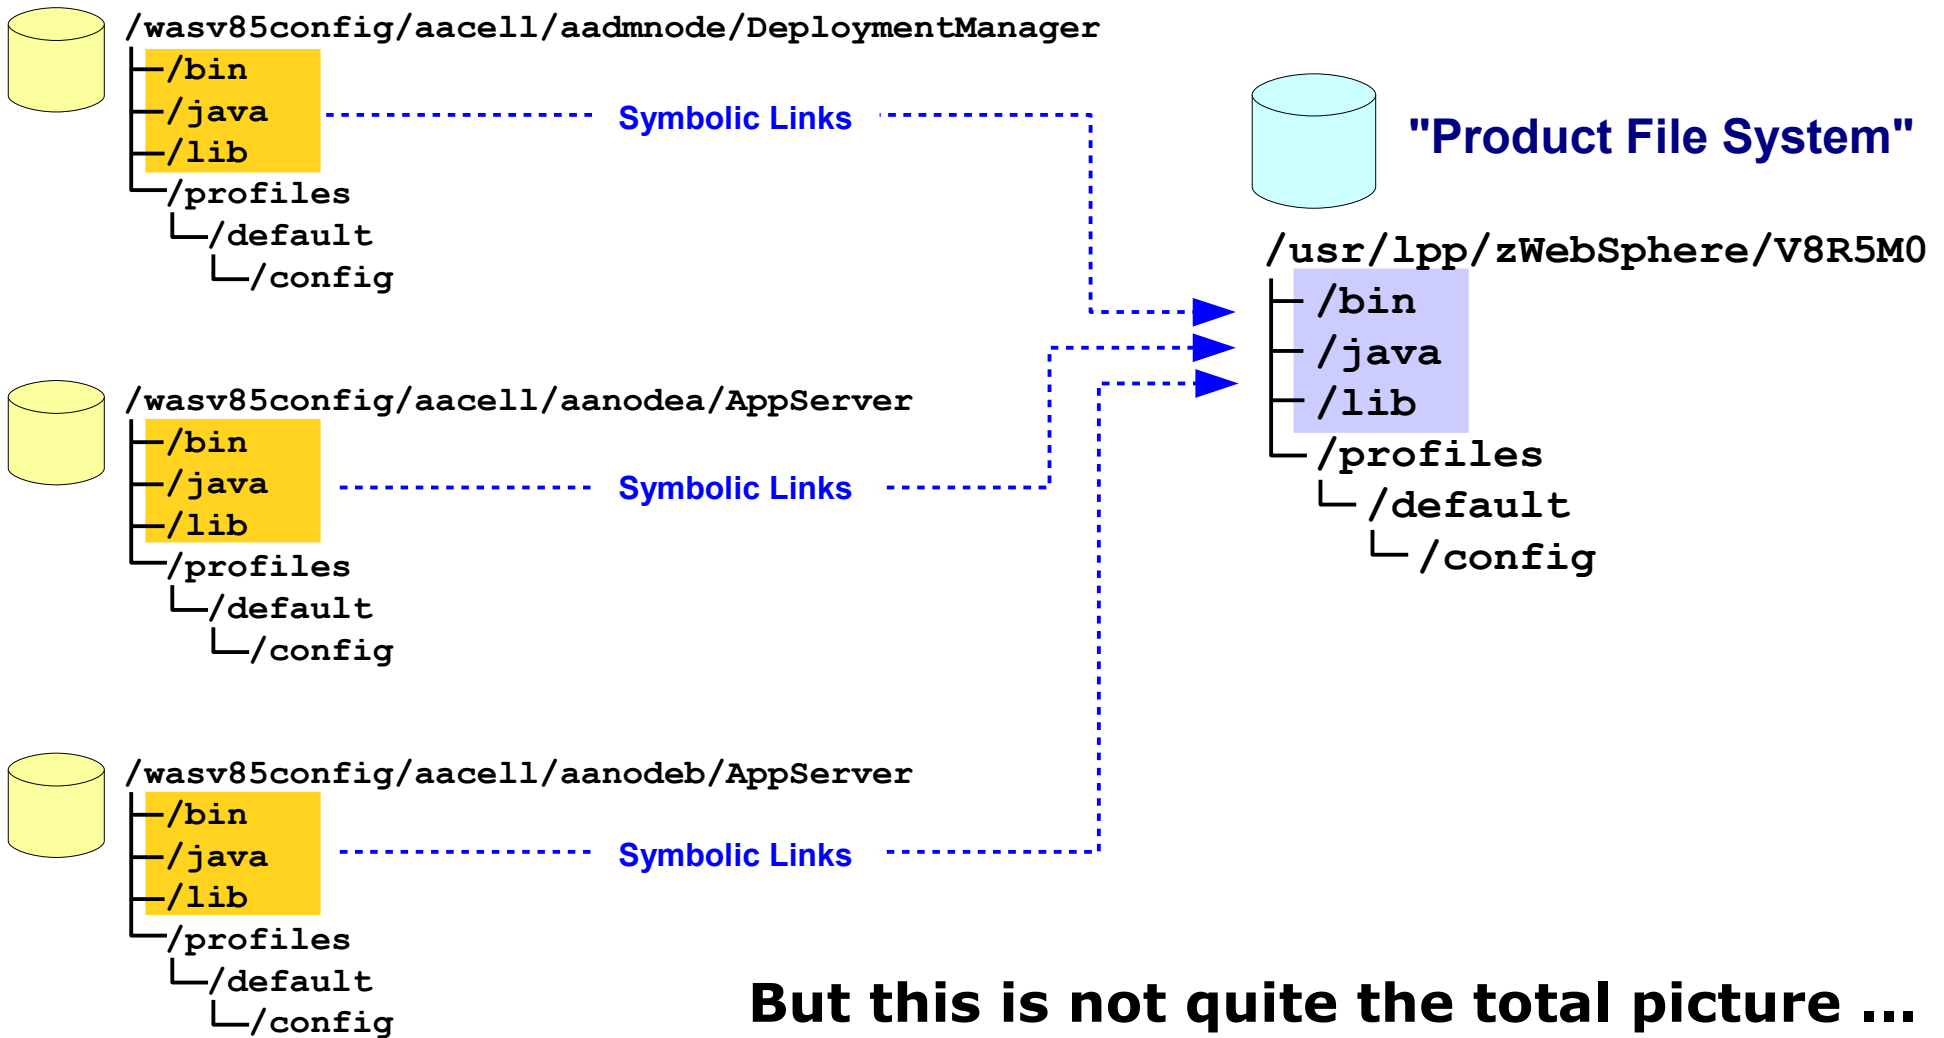 /wasv85config/aacell/aadmnode/DeploymentManager
/bin
/java
/lib
/profiles
/default
/config
Symbolic Links
/wasv85config/aacell/aanodea/AppServer
/bin
/java
/lib
/profiles
/default
/config
Symbolic Links
/wasv85config/aacell/aanodeb/AppServer
/bin
/java
/lib
/profiles
/default
/config
Symbolic Links
"Product File System"
/usr/lpp/zWebSphere/V8R5M0
/bin
/java
/lib
/profiles
/default
/config
But this is not quite the total picture ...